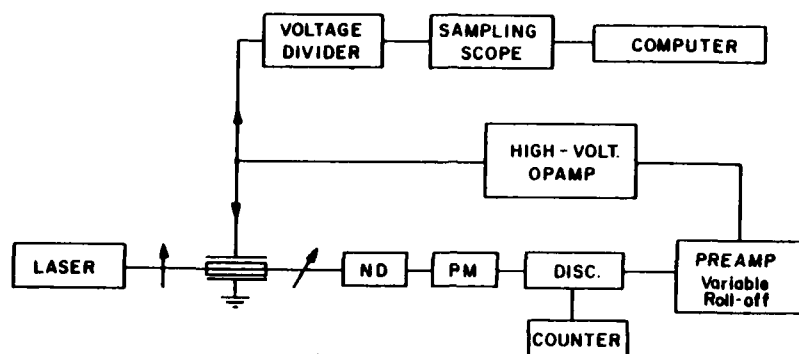 VOLTAGE
DIVIDER
SAMPLING
SCOPE
COMPUTER
HIGH-VOLT.
OPAMP
LASER
ND
PM
DISC.
PREAMP
Variable
Roll-off
COUNTER